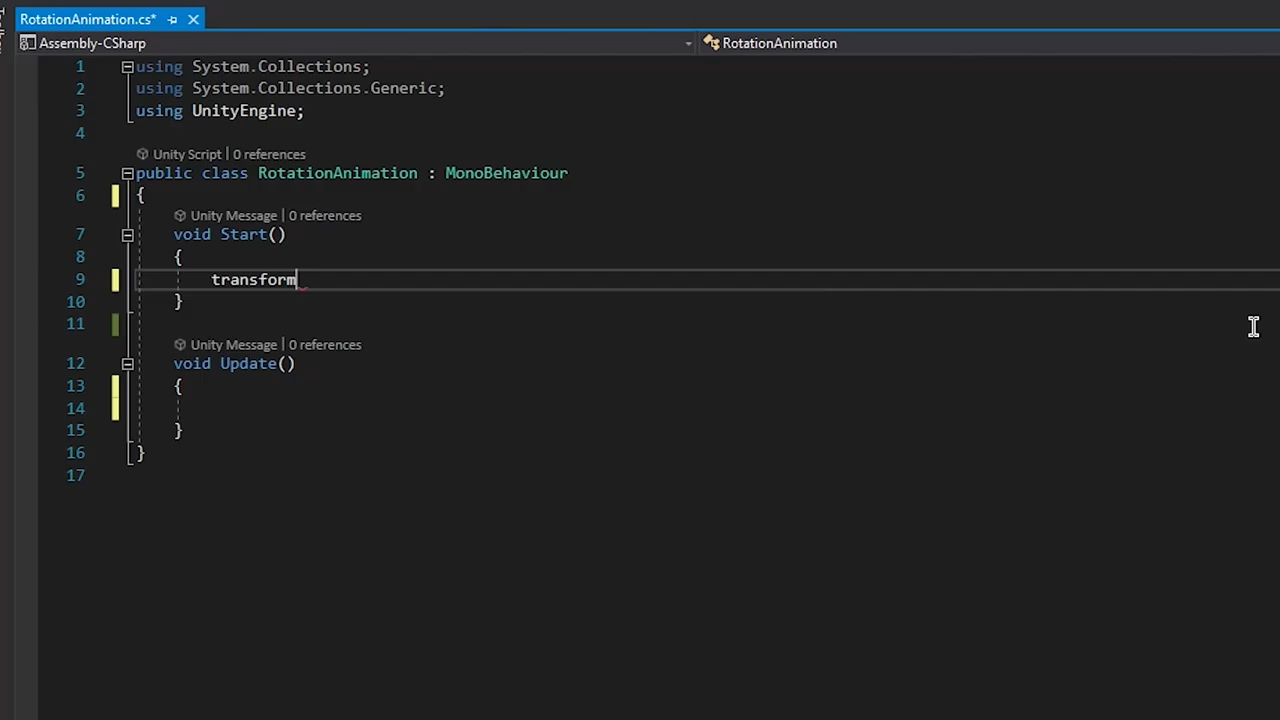 RotationAnimation.cs*
Assembly-CSharp
RotationAnimation
1 using System.Collections;
2 using System.Collections.Generic;
3 using UnityEngine;
4
Unity Script | 0 references
5 public class RotationAnimation : MonoBehaviour
6 {
Unity Message | 0 references
7 void Start()
8 {
9 transform
10 }
11
Unity Message | 0 references
12 void Update()
13 {
14
15 }
16 }
17